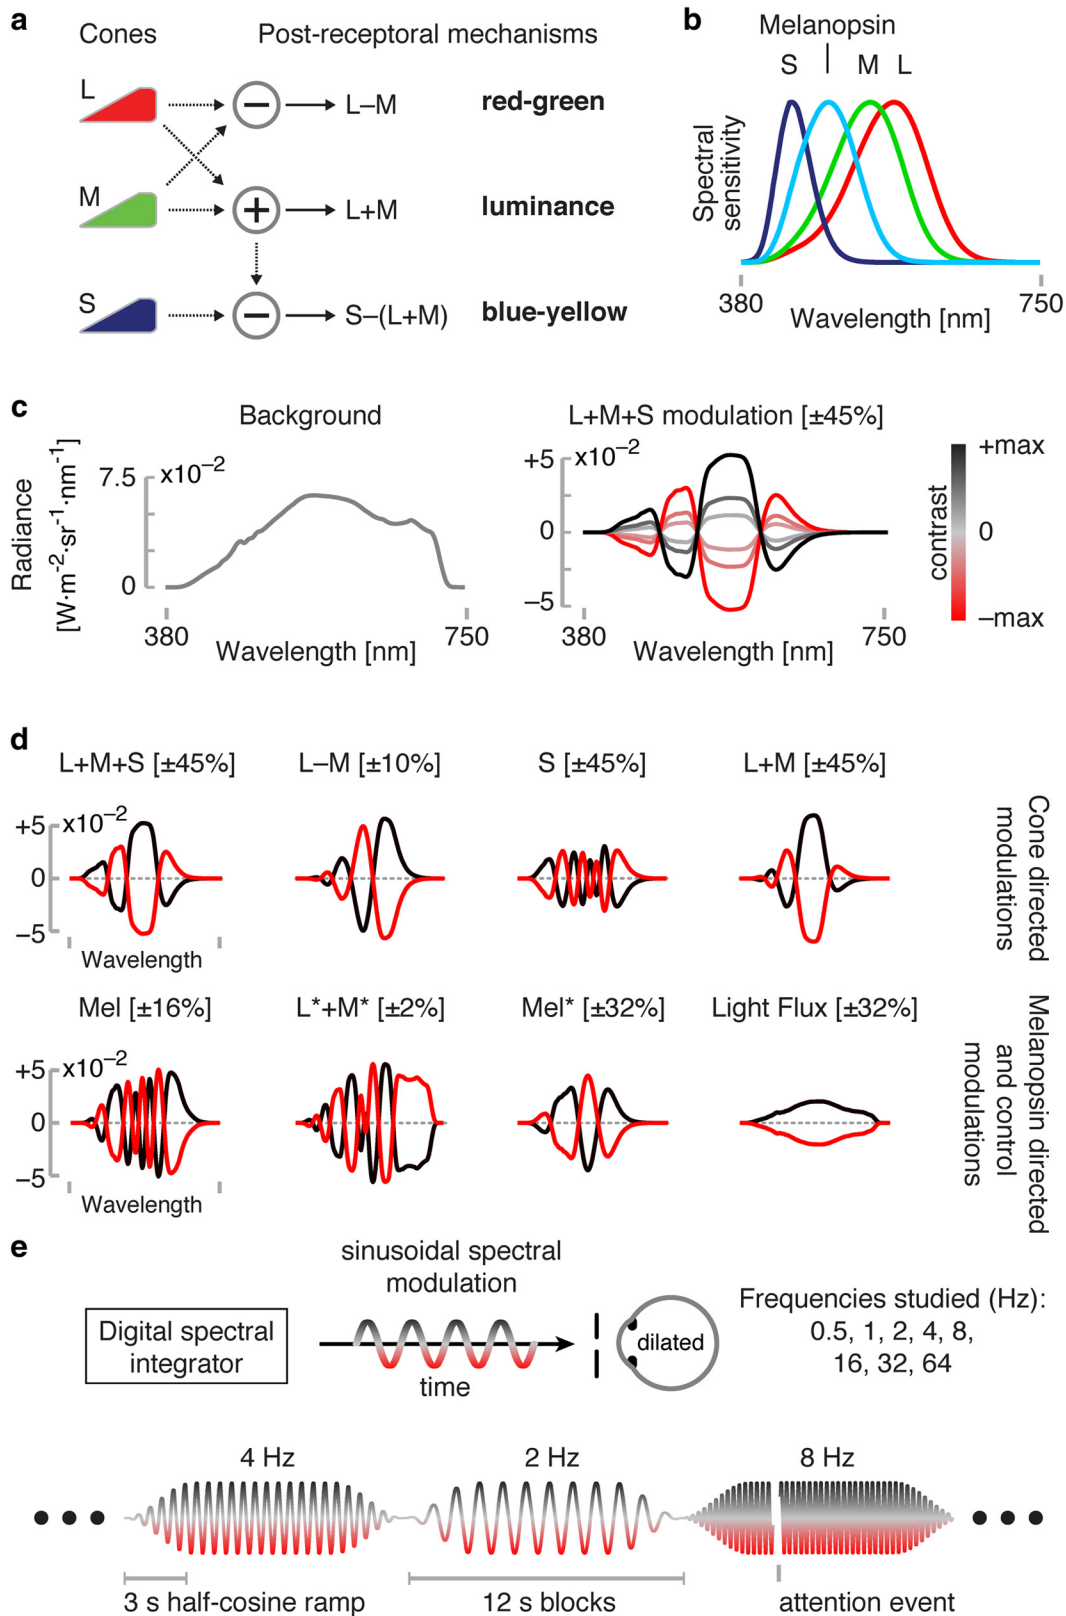 a
Cones
Post-receptoral mechanisms
L
− L–M
red-green
M
+ L+M
luminance
S
− S–(L+M)
blue-yellow
b
Melanopsin
S M L
Spectral
sensitivity
380
750
Wavelength [nm]
c
Background
Radiance
[W·m⁻²·sr⁻¹·nm⁻¹]
7.5 x10⁻²
0
380
750
Wavelength [nm]
L+M+S modulation [±45%]
+5 x10⁻²
0
−5
380
750
Wavelength [nm]
contrast
+max
0
–max
d
L+M+S [±45%]
L–M [±10%]
S [±45%]
L+M [±45%]
+5 x10⁻²
0
−5
Wavelength
Cone directed
modulations
Mel [±16%]
L*+M* [±2%]
Mel* [±32%]
Light Flux [±32%]
+5 x10⁻²
0
−5
Wavelength
Melanopsin directed
and control
modulations
e
Digital spectral
integrator
sinusoidal spectral
modulation
time
dilated
Frequencies studied (Hz):
0.5, 1, 2, 4, 8,
16, 32, 64
4 Hz
2 Hz
8 Hz
3 s half-cosine ramp
12 s blocks
attention event